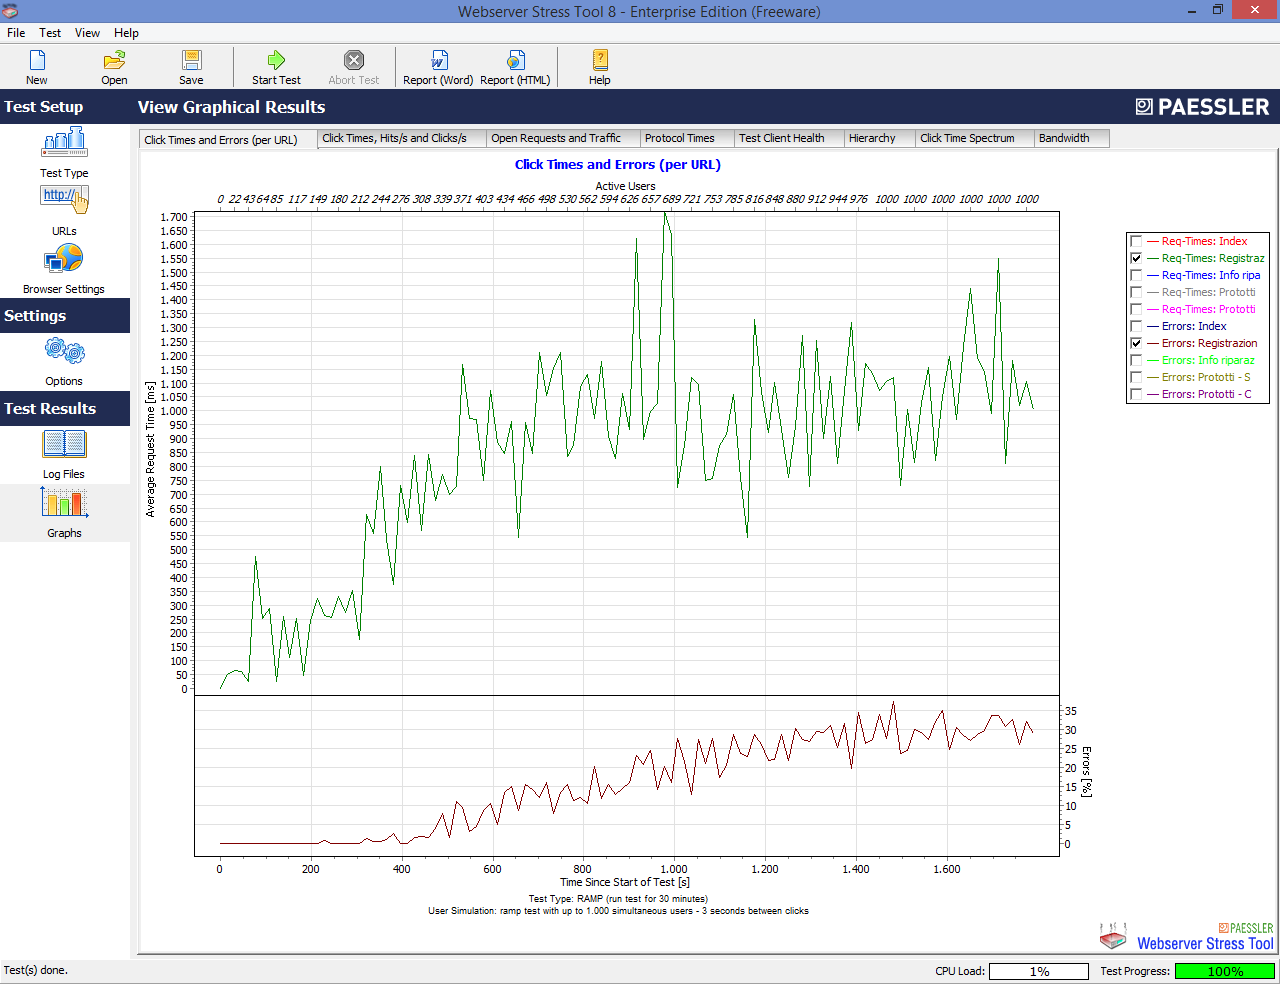 Webserver Stress Tool 8 - Enterprise Edition (Freeware)
File Test View Help
New Open Save Start Test Abort Test Report (Word) Report (HTML) Help
Test Setup
View Graphical Results
PAESSLER
Test Type
http://
URLs
Browser Settings
Settings
Options
Test Results
Log Files
Graphs
Click Times and Errors (per URL) Click Times, Hits/s and Clicks/s Open Requests and Traffic Protocol Times Test Client Health Hierarchy Click Time Spectrum Bandwidth
Click Times and Errors (per URL)
Active Users
0 22 43 64 85 117 149 180 212 244 276 308 339 371 403 434 466 498 530 562 594 626 657 689 721 753 785 816 848 880 912 944 976 1000 1000 1000 1000 1000 1000
1.700
1.650
1.600
1.550
1.500
1.450
1.400
1.350
1.300
1.250
1.200
1.150
1.100
1.050
1.000
950
900
850
800
750
700
650
600
550
500
450
400
350
300
250
200
150
100
50
0
Average Request Time [ms]
35
30
25
20
15
10
5
0
Errors [%]
0 200 400 600 800 1.000 1.200 1.400 1.600
Time Since Start of Test [s]
Test Type: RAMP (run test for 30 minutes)
User Simulation: ramp test with up to 1.000 simultaneous users - 3 seconds between clicks
Req-Times: Index
Req-Times: Registraz
Req-Times: Info ripa
Req-Times: Prototti
Req-Times: Prototti
Errors: Index
Errors: Registrazion
Errors: Info riparaz
Errors: Prototti - S
Errors: Prototti - C
PAESSLER
Webserver Stress Tool
Test(s) done.
CPU Load: 1% Test Progress: 100%